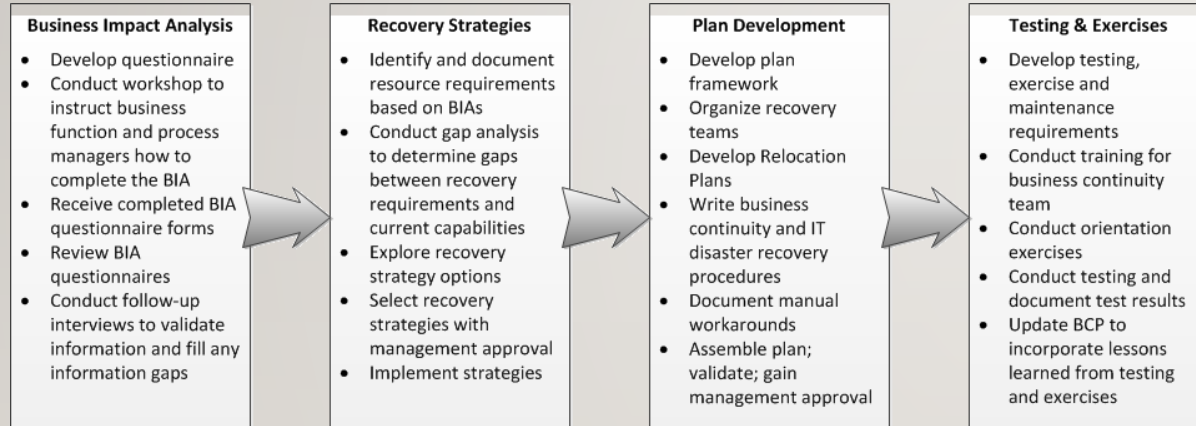 Business Impact Analysis
• Develop questionnaire
• Conduct workshop to
instruct business
function and process
managers how to
complete the BIA
• Receive completed BIA
questionnaire forms
• Review BIA
questionnaires
• Conduct follow-up
interviews to validate
information and fill any
information gaps
Recovery Strategies
• Identify and document
resource requirements
based on BIAs
• Conduct gap analysis
to determine gaps
between recovery
requirements and
current capabilities
• Explore recovery
strategy options
• Select recovery
strategies with
management approval
• Implement strategies
Plan Development
• Develop plan
framework
• Organize recovery
teams
• Develop Relocation
Plans
• Write business
continuity and IT
disaster recovery
procedures
• Document manual
workarounds
• Assemble plan;
validate; gain
management approval
Testing & Exercises
• Develop testing,
exercise and
maintenance
requirements
• Conduct training for
business continuity
team
• Conduct orientation
exercises
• Conduct testing and
document test results
• Update BCP to
incorporate lessons
learned from testing
and exercises